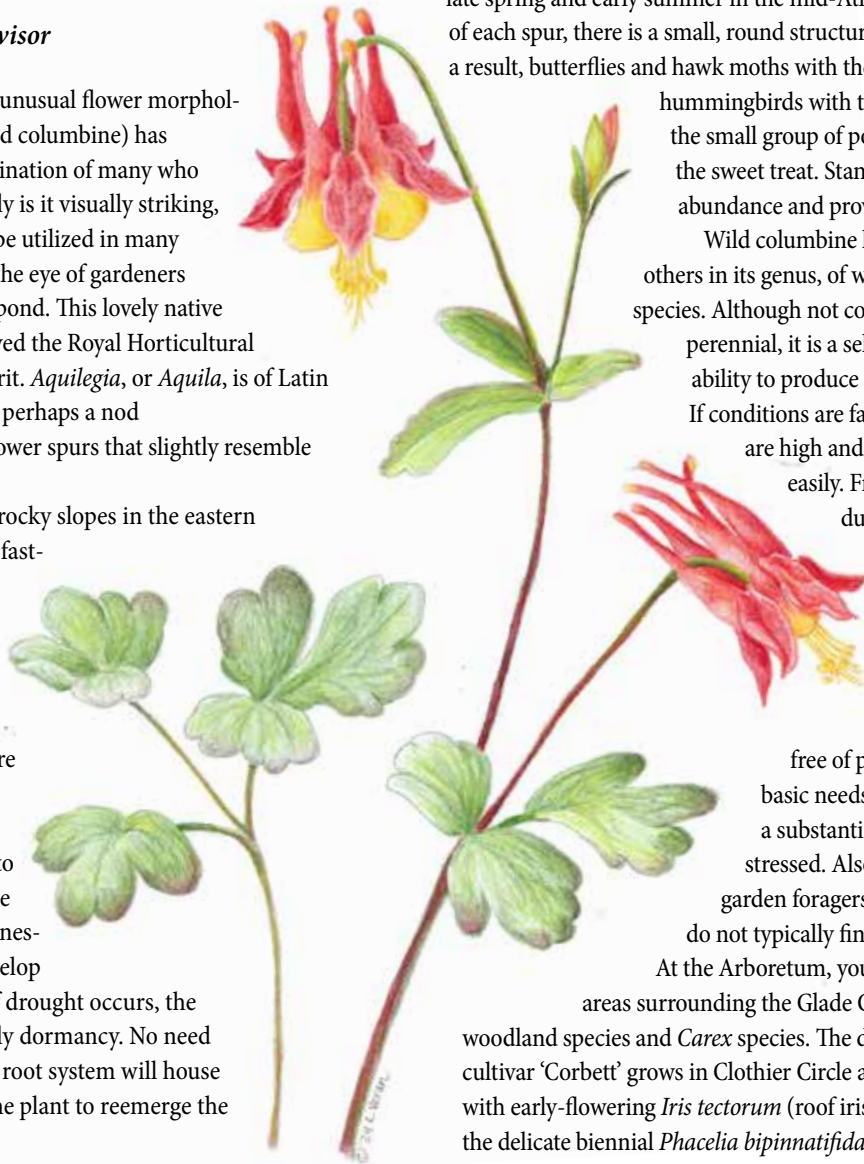 visor
unusual flower morphol-
d columbine) has
ination of many who
ly is it visually striking,
be utilized in many
he eye of gardeners
pond. This lovely native
ved the Royal Horticultural
rit. Aquilegia, or Aquila, is of Latin
perhaps a nod
ower spurs that slightly resemble
rocky slopes in the eastern
fast-
re
to
e
nes-
elop
f drought occurs, the
ly dormancy. No need
root system will house
he plant to reemerge the
late spring and early summer in the mid-Atl
of each spur, there is a small, round structur
a result, butterflies and hawk moths with the
hummingbirds with t
the small group of po
the sweet treat. Stan
abundance and prov
Wild columbine l
others in its genus, of w
species. Although not co
perennial, it is a sel
ability to produce
If conditions are fa
are high and
easily. Fr
du
free of p
basic needs
a substanti
stressed. Also
garden foragers
do not typically fin
At the Arboretum, you
areas surrounding the Glade G
woodland species and Carex species. The d
cultivar ‘Corbett’ grows in Clothier Circle a
with early-flowering Iris tectorum (roof iris
the delicate biennial Phacelia bipinnatifida
© 24 L.